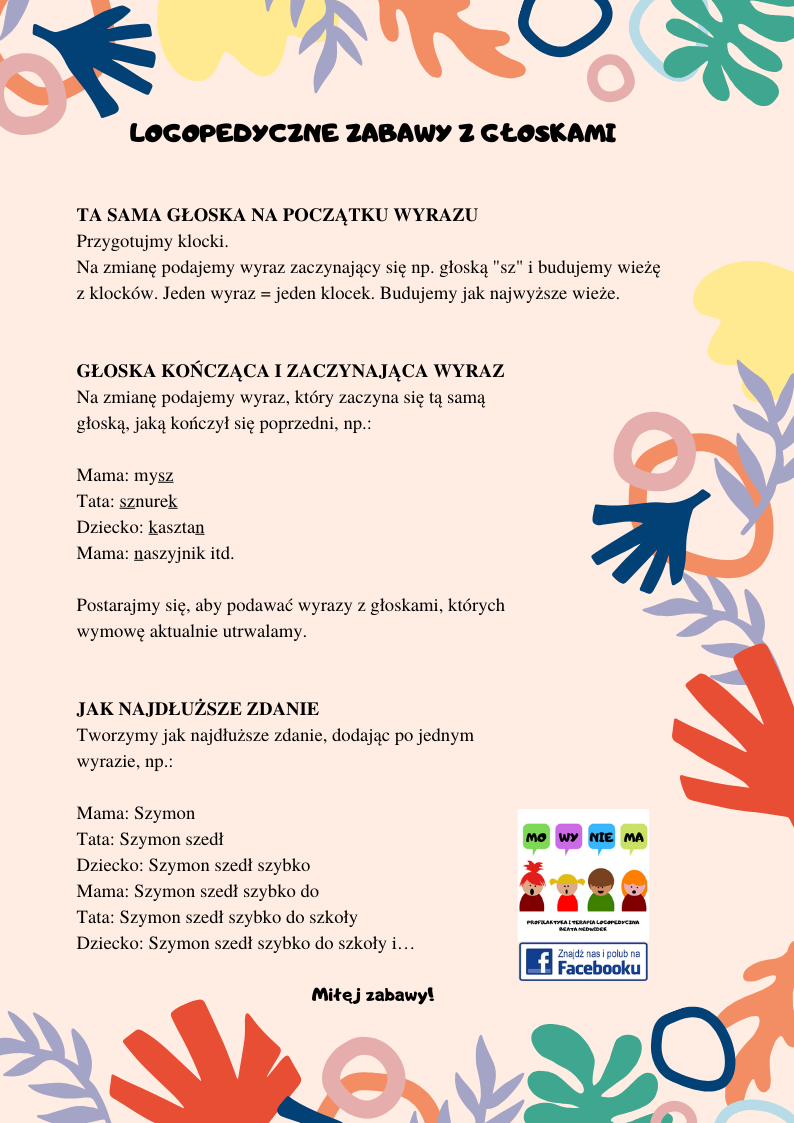 LOGOPEDYCZNE ZABAWY Z GŁOSKAMI
TA SAMA GŁOSKA NA POCZĄTKU WYRAZU
Przygotujmy klocki.
Na zmianę podajemy wyraz zaczynający się np. głoską "sz" i budujemy wieżę
z klocków. Jeden wyraz = jeden klocek. Budujemy jak najwyższe wieże.
GŁOSKA KOŃCZĄCA I ZACZYNAJĄCA WYRAZ
Na zmianę podajemy wyraz, który zaczyna się tą samą
głoską, jaką kończył się poprzedni, np.:
Mama: mysz
Tata: sznurek
Dziecko: kasztan
Mama: naszyjnik itd.
Postarajmy się, aby podawać wyrazy z głoskami, których
wymowę aktualnie utrwalamy.
JAK NAJDŁUŻSZE ZDANIE
Tworzymy jak najdłuższe zdanie, dodając po jednym
wyrazie, np.:
Mama: Szymon
Tata: Szymon szedł
Dziecko: Szymon szedł szybko
Mama: Szymon szedł szybko do
Tata: Szymon szedł szybko do szkoły
Dziecko: Szymon szedł szybko do szkoły i…
MO WY NIE MA
PROFILAKTYKA I TERAPIA LOGOPEDYCZNA
BEATA NEDWIDEK
Znajdź nas i polub na
Facebooku
Miłej zabawy!